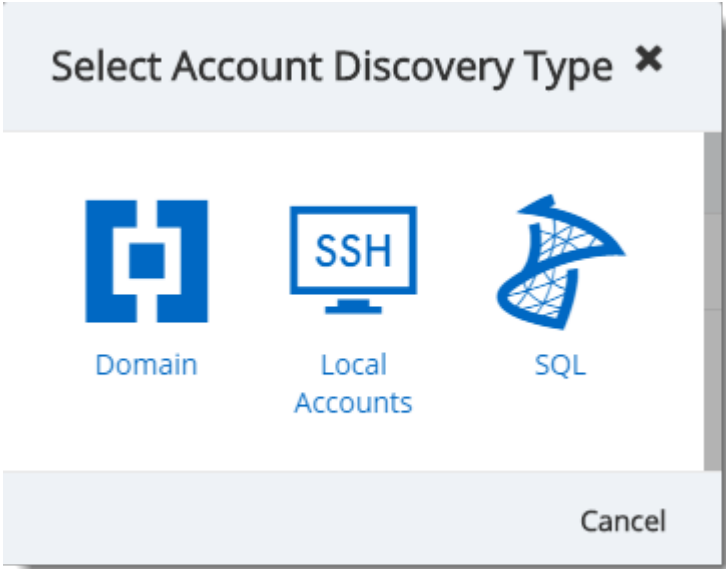 Select Account Discovery Type
SSH
Domain
Local
Accounts
SQL
Cancel